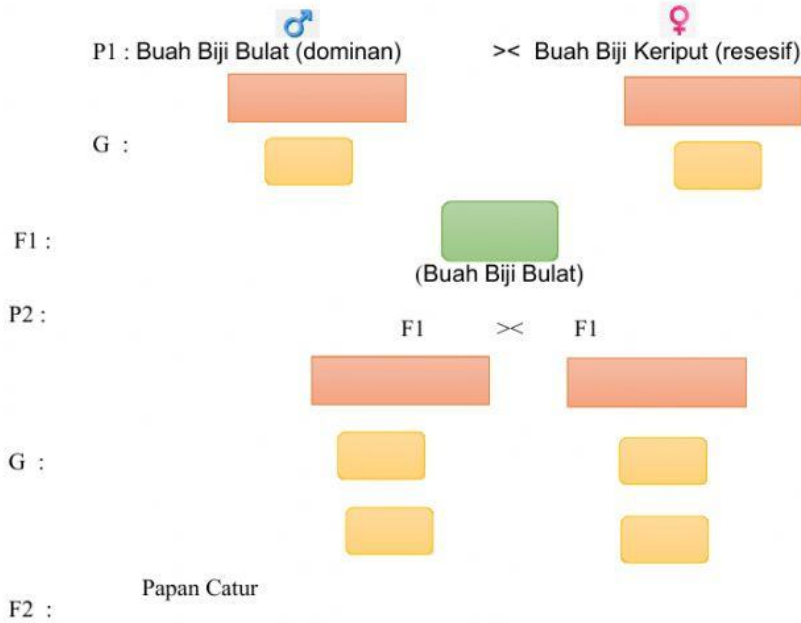 ♂ ♀
P1 : Buah Biji Bulat (dominan) >< Buah Biji Keriput (resesif)
G :
F1 :
(Buah Biji Bulat)
P2 :
F1 >< F1
G :
Papan Catur
F2 :